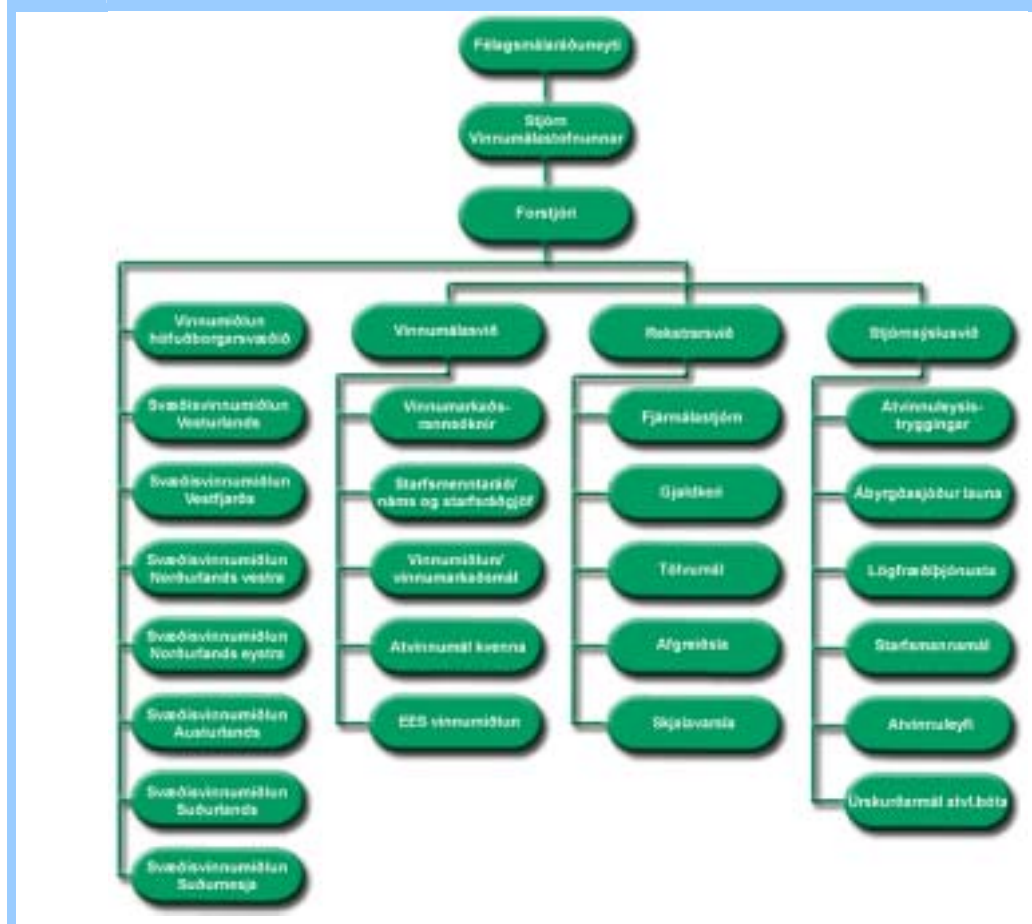 Félagsmálaráðuneyti
Stjórn
Vinnumálastofnunnar
Forstjóri
Vinnumiðlun
höfuðborgarsvæðið
Svæðisvinnumiðlun
Vesturlands
Svæðisvinnumiðlun
Vestfjarða
Svæðisvinnumiðlun
Norðurlands vestra
Svæðisvinnumiðlun
Norðurlands eystra
Svæðisvinnumiðlun
Austurlands
Svæðisvinnumiðlun
Suðurlands
Svæðisvinnumiðlun
Suðurnesja
Vinnumálasvið
Vinnumarkaðs-
rannsóknir
Starfsmenntaráð/
náms og starfsráðgjöf
Vinnumiðlun/
vinnumarkaðsmál
Atvinnumál kvenna
EES vinnumiðlun
Rekstrarsvið
Fjármálastjórn
Gjaldkeri
Tölvumál
Afgreiðsla
Skjalavarsla
Stjórnsýslusvið
Atvinnuleysis-
tryggingar
Ábyrgðasjóður launa
Lögfræðiþjónusta
Starfsmannamál
Atvinnuleyfi
Úrskurðarmál atvl.bóta